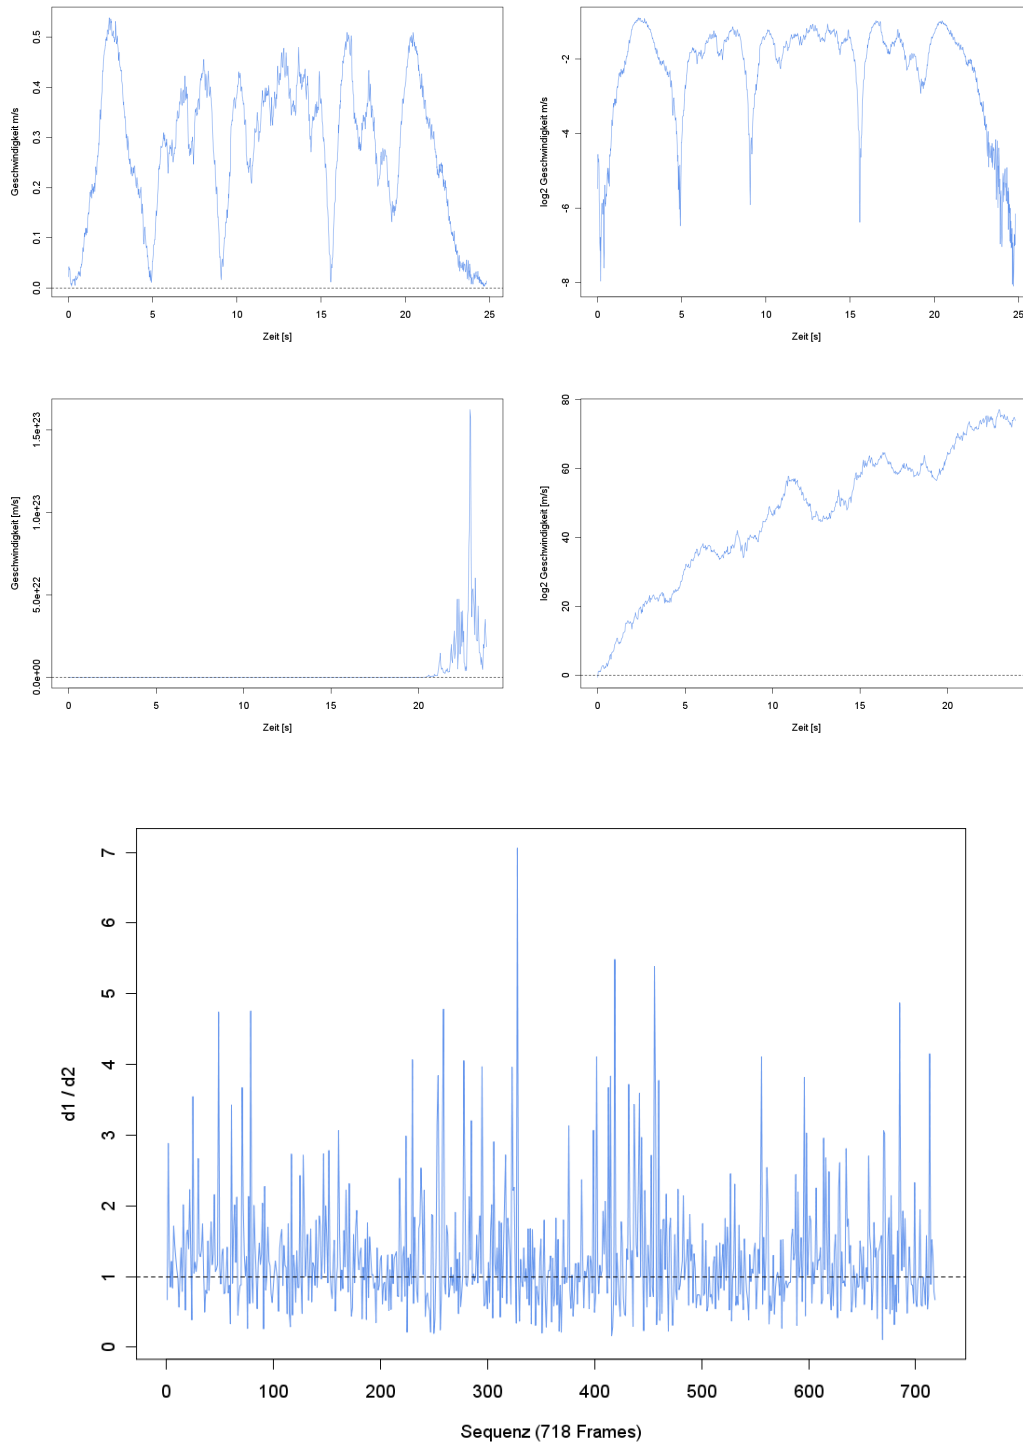 Geschwindigkeit m/s
0.0 0.1 0.2 0.3 0.4 0.5
0 5 10 15 20 25
Zeit [s]
log2 Geschwindigkeit m/s
-8 -6 -4 -2
0 5 10 15 20 25
Zeit [s]
Geschwindigkeit [m/s]
0.0e+00 5.0e+22 1.0e+23 1.5e+23
0 5 10 15 20
Zeit [s]
log2 Geschwindigkeit [m/s]
0 20 40 60 80
0 5 10 15 20
Zeit [s]
d1 / d2
7
6
5
4
3
2
1
0
0 100 200 300 400 500 600 700
Sequenz (718 Frames)